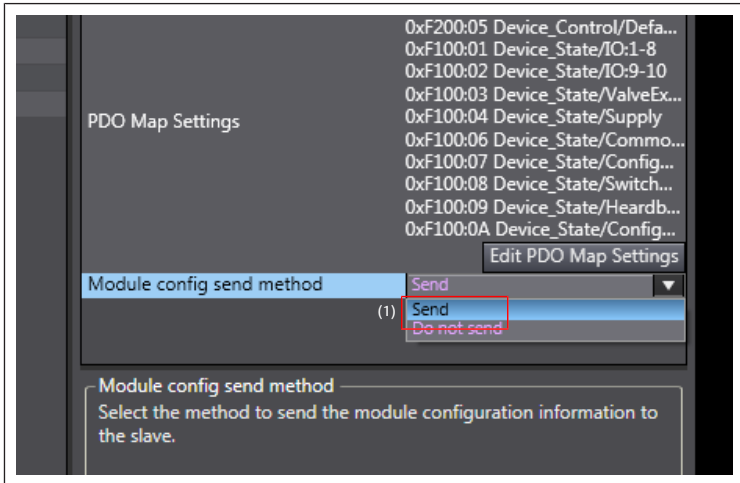 0xF200:05 Device_Control/Defa...
0xF100:01 Device_State/IO:1-8
0xF100:02 Device_State/IO:9-10
0xF100:03 Device_State/ValveEx...
PDO Map Settings
0xF100:04 Device_State/Supply
0xF100:06 Device_State/Commo...
0xF100:07 Device_State/Config...
0xF100:08 Device_State/Switch...
0xF100:09 Device_State/Heardb...
0xF100:0A Device_State/Config...
Edit PDO Map Settings
Module config send method Send
(1) Send
Do not send
Module config send method
Select the method to send the module configuration information to
the slave.